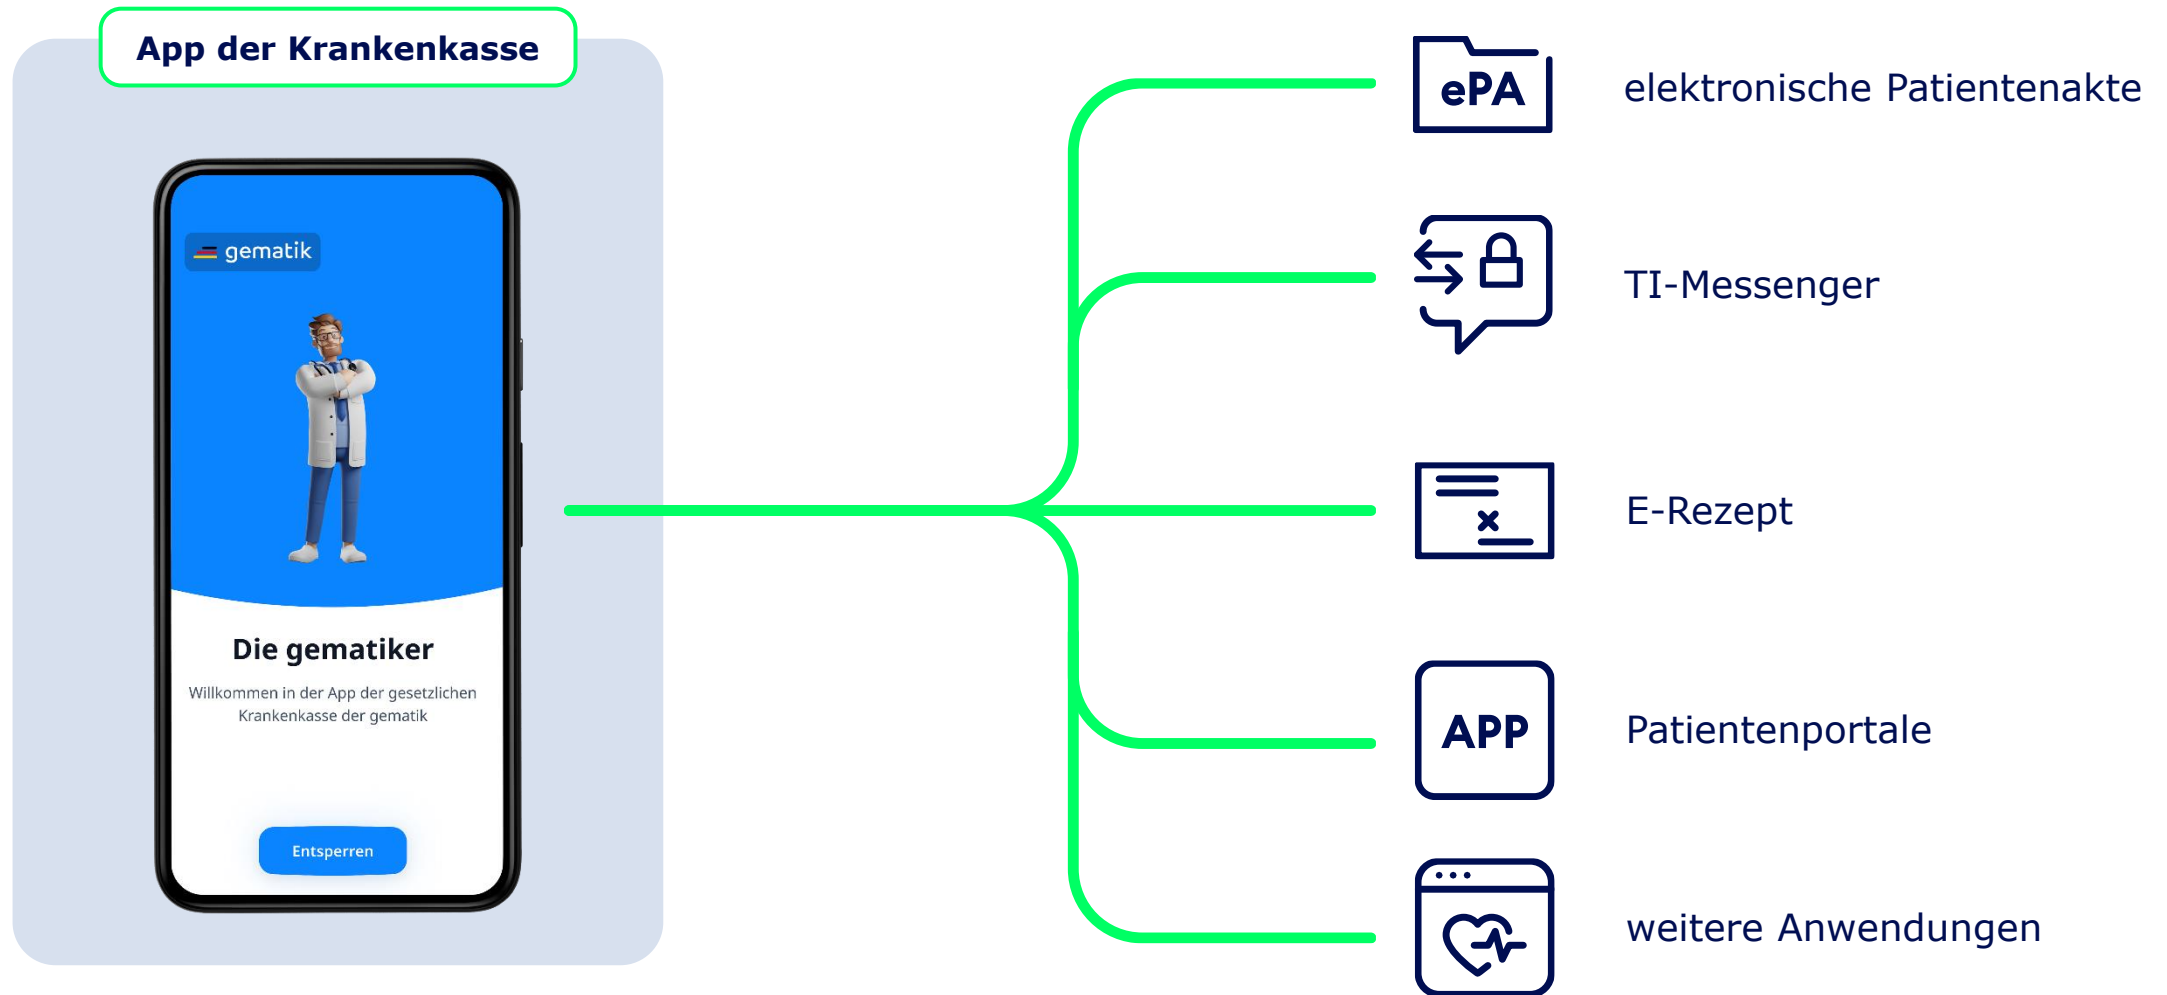 App der Krankenkasse
gematik
Die gematiker
Willkommen in der App der gesetzlichen
Krankenkasse der gematik
Entsperren
ePA
elektronische Patientenakte
TI-Messenger
E-Rezept
APP
Patientenportale
weitere Anwendungen